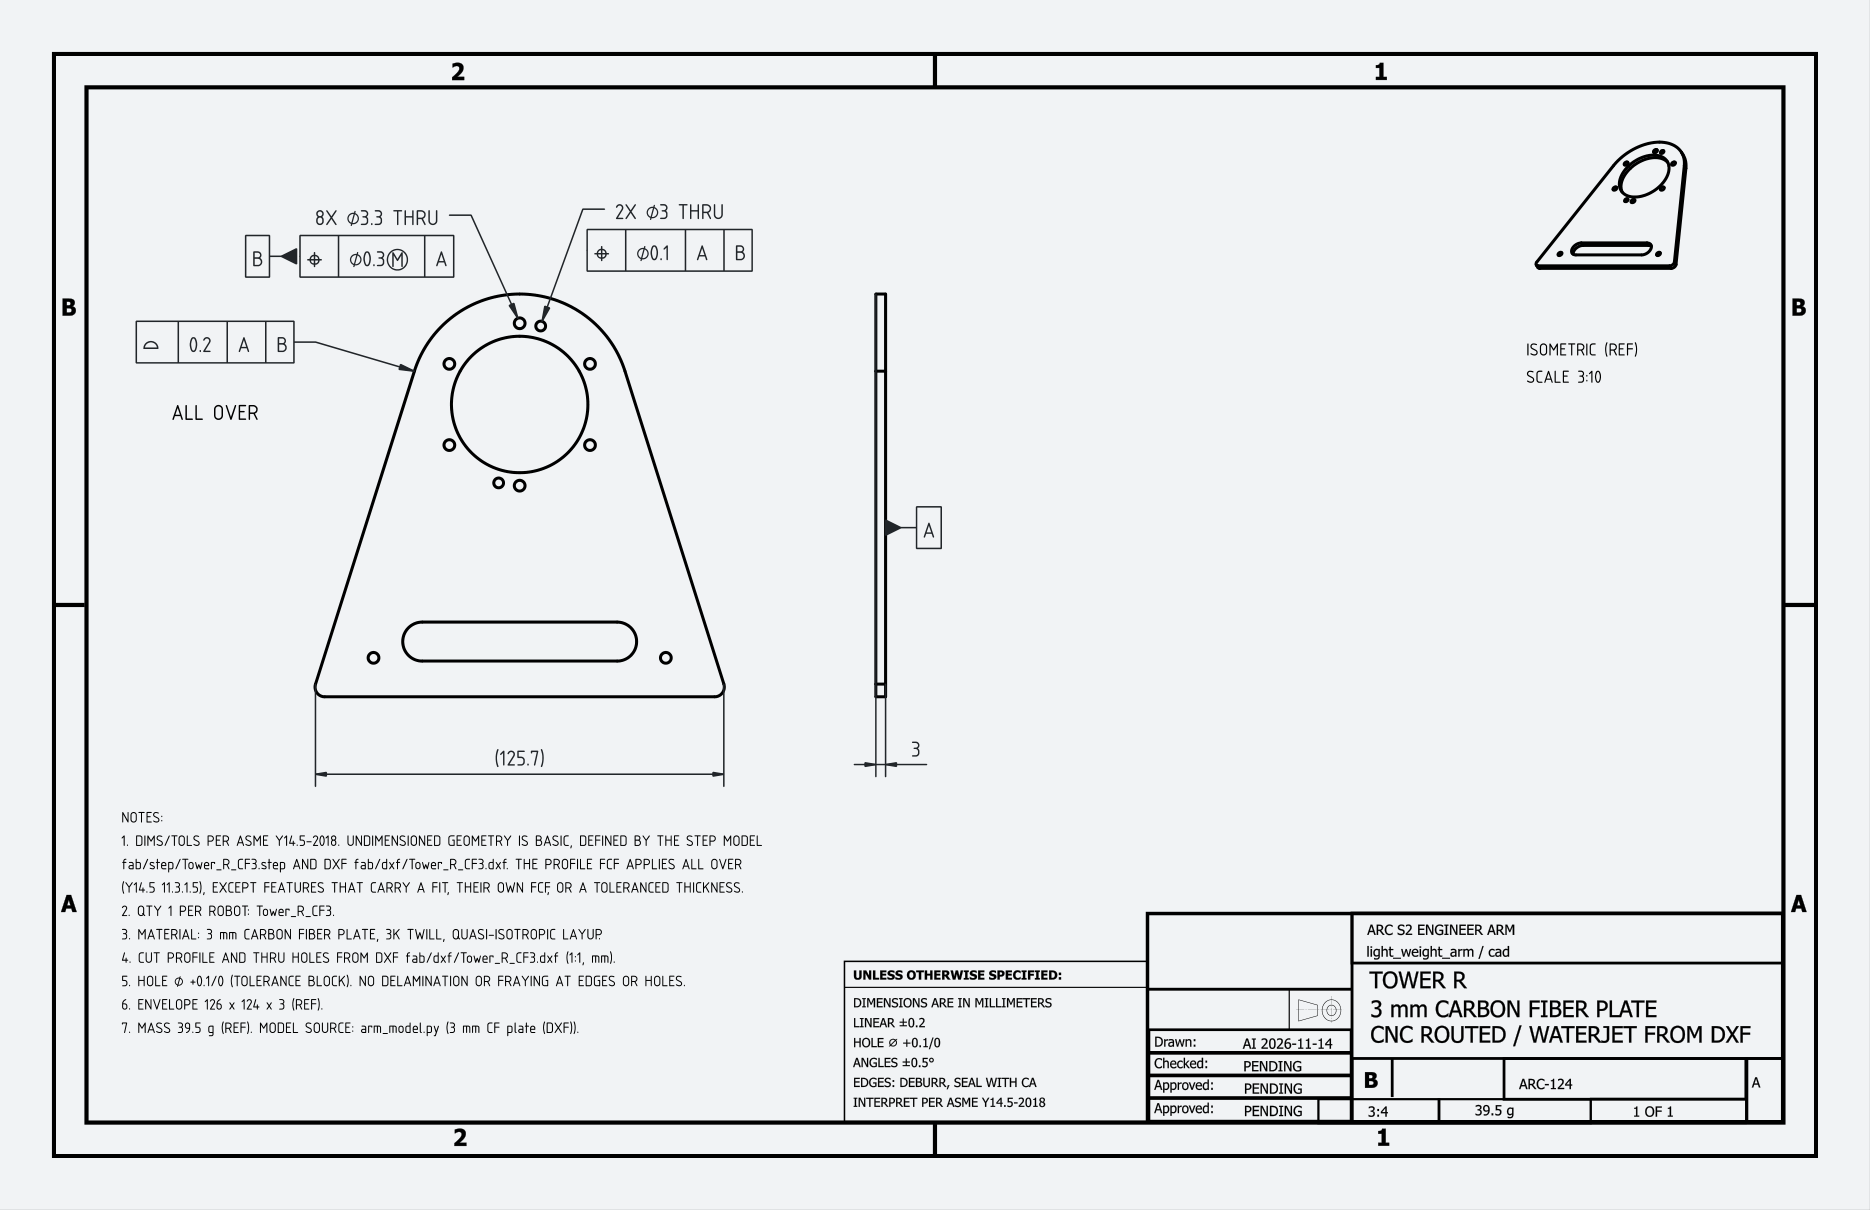 2
1
8X ⌀3.3 THRU
2X ⌀3 THRU
B
⌖ ⌀0.3Ⓜ A
⌖ ⌀0.1 A B
B
B
⌓ 0.2 A B
ALL OVER
ISOMETRIC (REF)
SCALE 3:10
A
(125.7)
3
NOTES:
1. DIMS/TOLS PER ASME Y14.5-2018. UNDIMENSIONED GEOMETRY IS BASIC, DEFINED BY THE STEP MODEL
fab/step/Tower_R_CF3.step AND DXF fab/dxf/Tower_R_CF3.dxf. THE PROFILE FCF APPLIES ALL OVER
(Y14.5 11.3.1.5), EXCEPT FEATURES THAT CARRY A FIT, THEIR OWN FCF, OR A TOLERANCED THICKNESS.
2. QTY 1 PER ROBOT: Tower_R_CF3.
3. MATERIAL: 3 mm CARBON FIBER PLATE, 3K TWILL, QUASI-ISOTROPIC LAYUP.
4. CUT PROFILE AND THRU HOLES FROM DXF fab/dxf/Tower_R_CF3.dxf (1:1, mm).
5. HOLE ⌀ +0.1/0 (TOLERANCE BLOCK). NO DELAMINATION OR FRAYING AT EDGES OR HOLES.
6. ENVELOPE 126 x 124 x 3 (REF).
7. MASS 39.5 g (REF). MODEL SOURCE: arm_model.py (3 mm CF plate (DXF)).
A
A
UNLESS OTHERWISE SPECIFIED:
DIMENSIONS ARE IN MILLIMETERS
LINEAR ±0.2
HOLE ⌀ +0.1/0
ANGLES ±0.5°
EDGES: DEBURR, SEAL WITH CA
INTERPRET PER ASME Y14.5-2018
Drawn: AI 2026-11-14
Checked: PENDING
Approved: PENDING
Approved: PENDING
ARC S2 ENGINEER ARM
light_weight_arm / cad
TOWER R
3 mm CARBON FIBER PLATE
CNC ROUTED / WATERJET FROM DXF
B ARC-124 A
3:4 39.5 g 1 OF 1
2
1